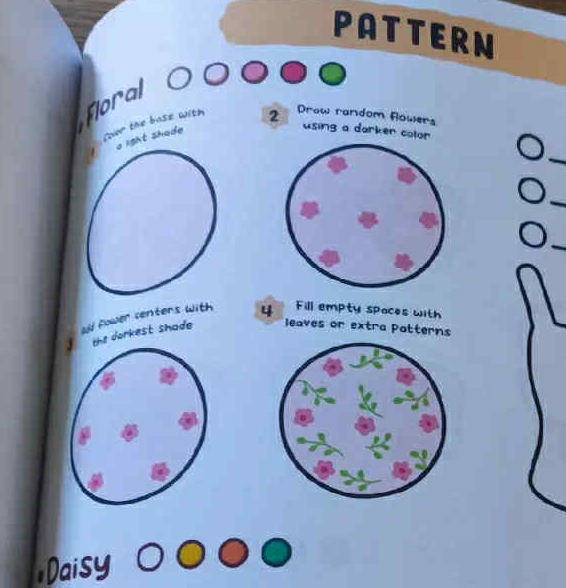 PATTERN
Floral
1
Color the base with
a light shade
2
Draw random flowers
using a darker color
3
Add flower centers with
the darkest shade
4
Fill empty spaces with
leaves or extra patterns
Daisy